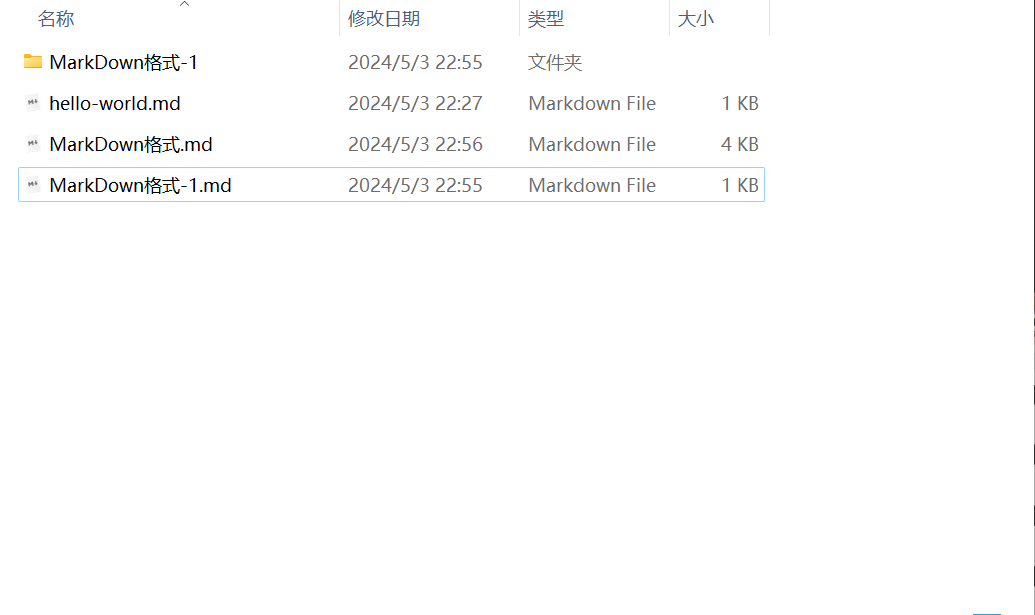 名称 修改日期 类型 大小
MarkDown格式-1 2024/5/3 22:55 文件夹
hello-world.md 2024/5/3 22:27 Markdown File 1 KB
MarkDown格式.md 2024/5/3 22:56 Markdown File 4 KB
MarkDown格式-1.md 2024/5/3 22:55 Markdown File 1 KB